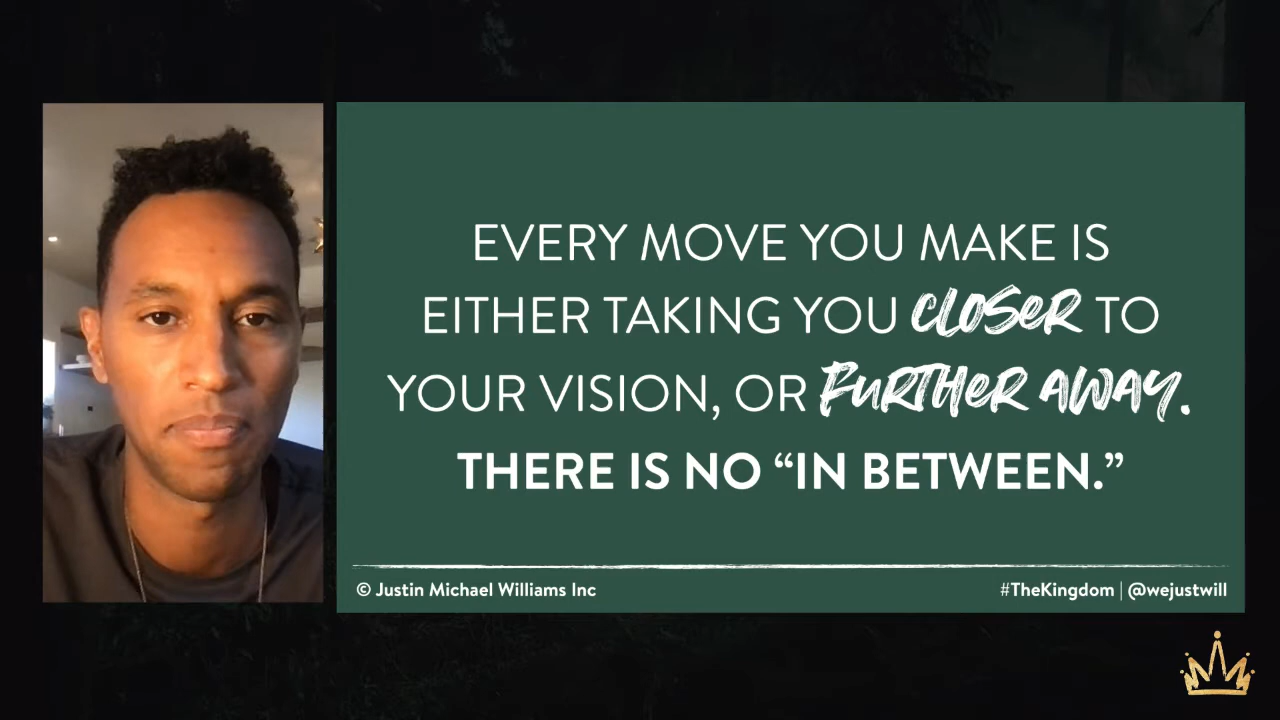 EVERY MOVE YOU MAKE IS
EITHER TAKING YOU CLOSER TO
YOUR VISION, OR FURTHER AWAY.
THERE IS NO “IN BETWEEN.”
© Justin Michael Williams Inc
#TheKingdom | @wejustwill